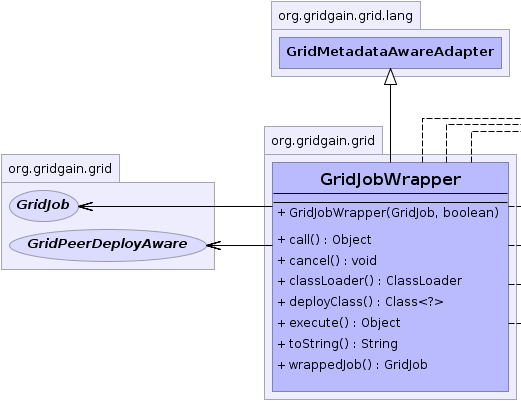 org.gridgain.grid.lang
GridMetadataAwareAdapter
org.gridgain.grid
org.gridgain.grid
GridJob
GridPeerDeployAware
GridJobWrapper
+ GridJobWrapper(GridJob, boolean)
+ call() : Object
+ cancel() : void
+ classLoader() : ClassLoader
+ deployClass() : Class<?>
+ execute() : Object
+ toString() : String
+ wrappedJob() : GridJob